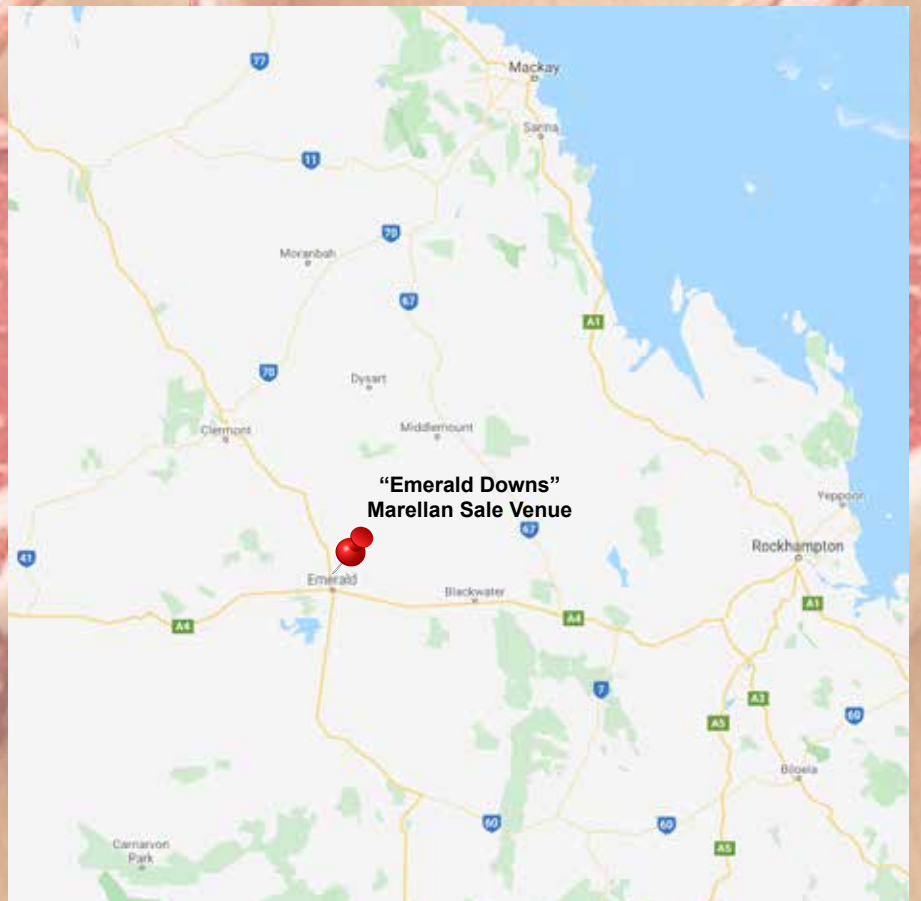 77
Mackay
Sarina
11
70
Moranbah
67
A1
70
Dysart
Clermont
Middlemount
“Emerald Downs”
Marellan Sale Venue
Yeppoon
67
Rockhampton
41
Emerald
Blackwater
A1
A4
A4
7
A3
60
A5
Biloela
60
60
Carnarvon
Park
A5